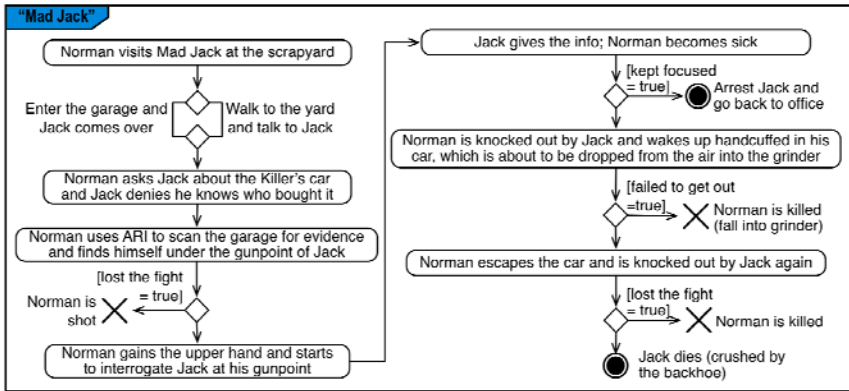 "Mad Jack"
Norman visits Mad Jack at the scrapyard
Enter the garage and
Jack comes over
Walk to the yard
and talk to Jack
Norman asks Jack about the Killer's car
and Jack denies he knows who bought it
Norman uses ARI to scan the garage for evidence
and finds himself under the gunpoint of Jack
[lost the fight
= true]
Norman is
shot
Norman gains the upper hand and starts
to interrogate Jack at his gunpoint
Jack gives the info; Norman becomes sick
[kept focused
= true]
Arrest Jack and
go back to office
Norman is knocked out by Jack and wakes up handcuffed in his
car, which is about to be dropped from the air into the grinder
[failed to get out
=true]
Norman is killed
(fall into grinder)
Norman escapes the car and is knocked out by Jack again
[lost the fight
= true]
Norman is killed
Jack dies (crushed by
the backhoe)